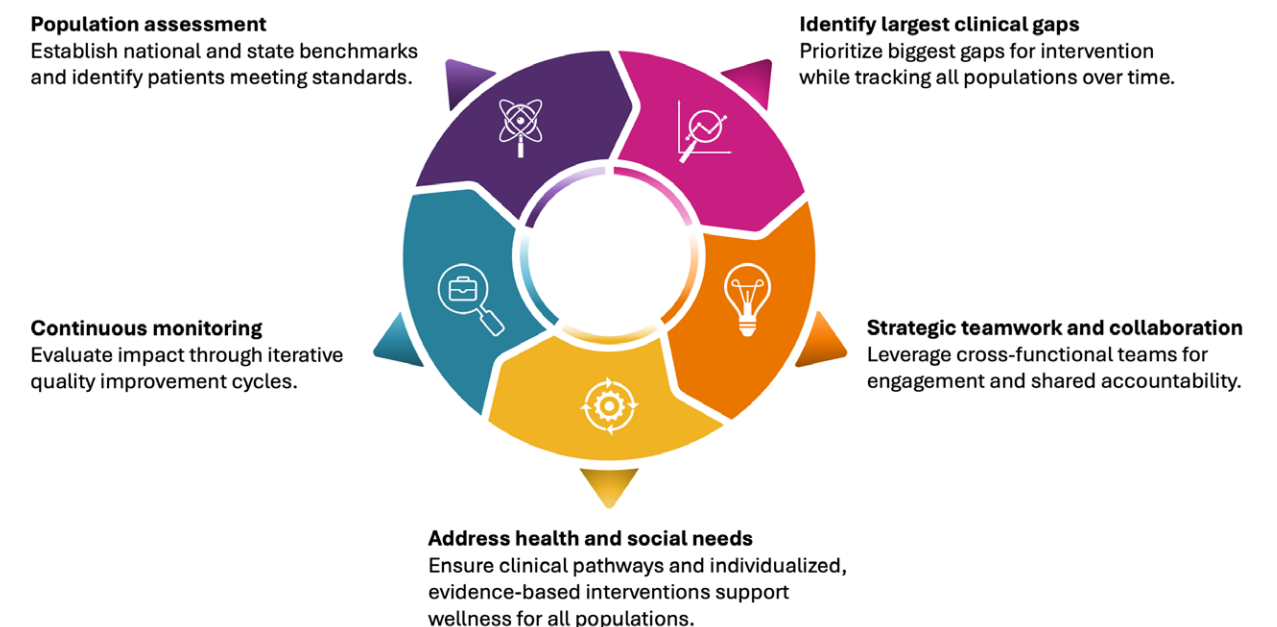 Population assessment
Establish national and state benchmarks
and identify patients meeting standards.
Identify largest clinical gaps
Prioritize biggest gaps for intervention
while tracking all populations over time.
Strategic teamwork and collaboration
Leverage cross-functional teams for
engagement and shared accountability.
Address health and social needs
Ensure clinical pathways and individualized,
evidence-based interventions support
wellness for all populations.
Continuous monitoring
Evaluate impact through iterative
quality improvement cycles.